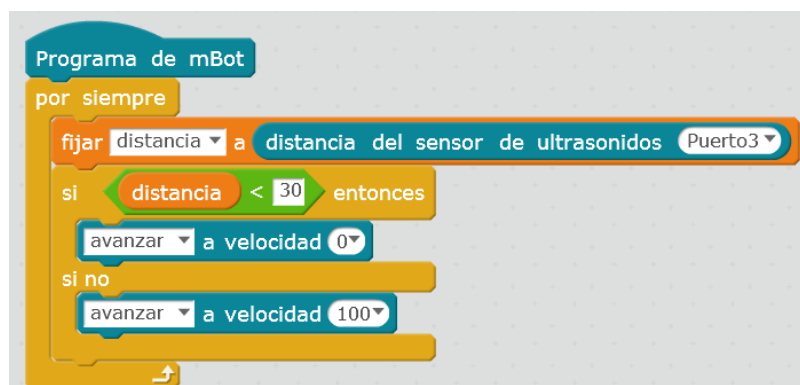 Programa de mBot
por siempre
fijar distancia a distancia del sensor de ultrasonidos Puerto3
si distancia < 30 entonces
avanzar a velocidad 0
si no
avanzar a velocidad 100